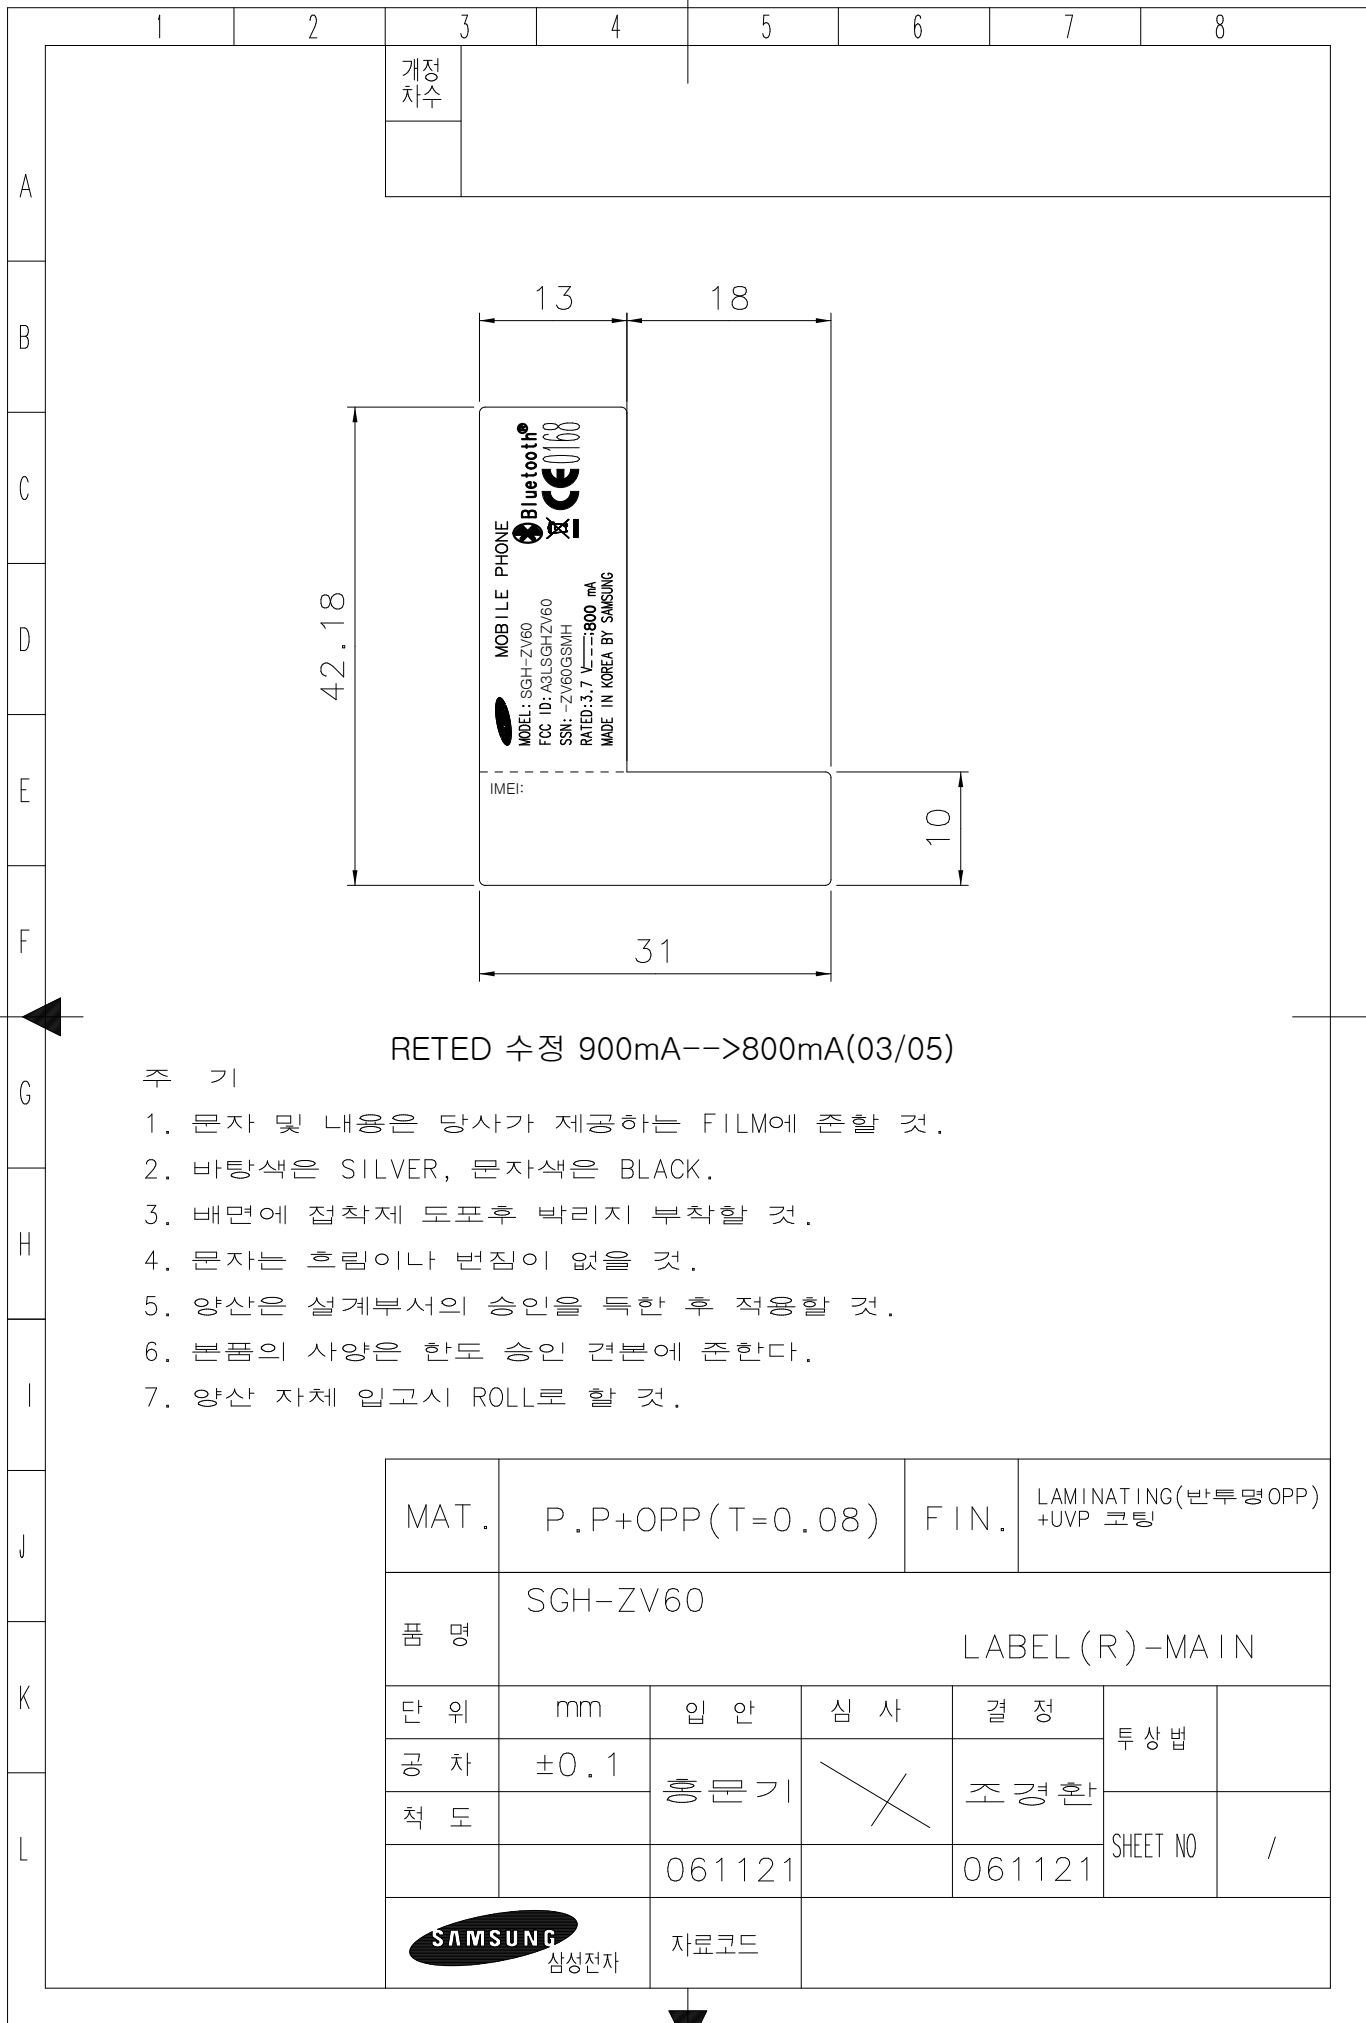 1 2 3 4 5 6 7 8
개정
차수
A
B
C
D
E
F
G
H
I
J
K
L
13
18
42.18
10
31
MOBILE PHONE
Bluetooth®
CE0168
MODEL: SGH-ZV60
FCC ID: A3LSGHZV60
SSN: -ZV60GSMH
RATED:3.7 V 800 mA
MADE IN KOREA BY SAMSUNG
IMEI:
RETED 수정 900mA-->800mA(03/05)
주 기
1. 문자 및 내용은 당사가 제공하는 FILM에 준할 것.
2. 바탕색은 SILVER, 문자색은 BLACK.
3. 배면에 접착제 도포후 박리지 부착할 것.
4. 문자는 흐림이나 번짐이 없을 것.
5. 양산은 설계부서의 승인을 득한 후 적용할 것.
6. 본품의 사양은 한도 승인 견본에 준한다.
7. 양산 자체 입고시 ROLL로 할 것.
MAT. P.P+OPP(T=0.08) FIN. LAMINATING(반투명OPP)
+UVP 코팅
품 명 SGH-ZV60
LABEL(R)-MAIN
단 위 mm 입 안 심 사 결 정 투상법
공 차 ±0.1 홍문기 조경환
척 도 SHEET NO /
061121 061121
SAMSUNG 삼성전자 자료코드